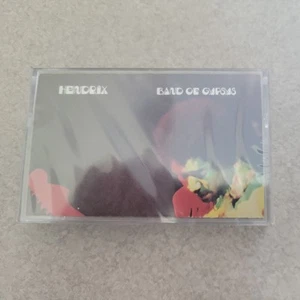 HENDRIX BAND OF GYPSYS